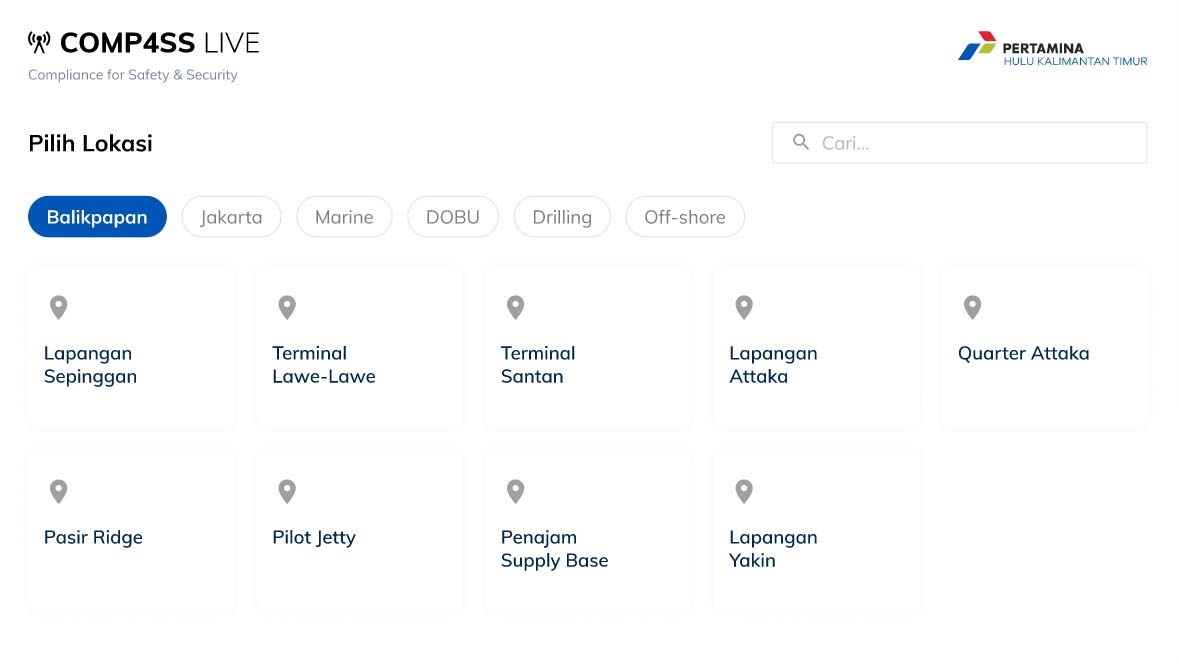 COMP4SS LIVE
Compliance for Safety & Security
PERTAMINA
HULU KALIMANTAN TIMUR
Pilih Lokasi
Cari...
Balikpapan
Jakarta
Marine
DOBU
Drilling
Off-shore
Lapangan
Sepinggan
Terminal
Lawe-Lawe
Terminal
Santan
Lapangan
Attaka
Quarter Attaka
Pasir Ridge
Pilot Jetty
Penajam
Supply Base
Lapangan
Yakin